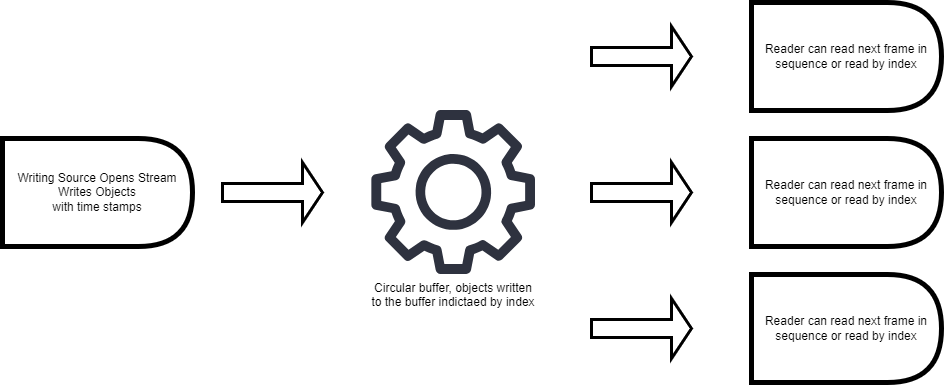 Writing Source Opens Stream
Writes Objects
with time stamps
Circular buffer, objects written
to the buffer indictaed by index
Reader can read next frame in
sequence or read by index
Reader can read next frame in
sequence or read by index
Reader can read next frame in
sequence or read by index